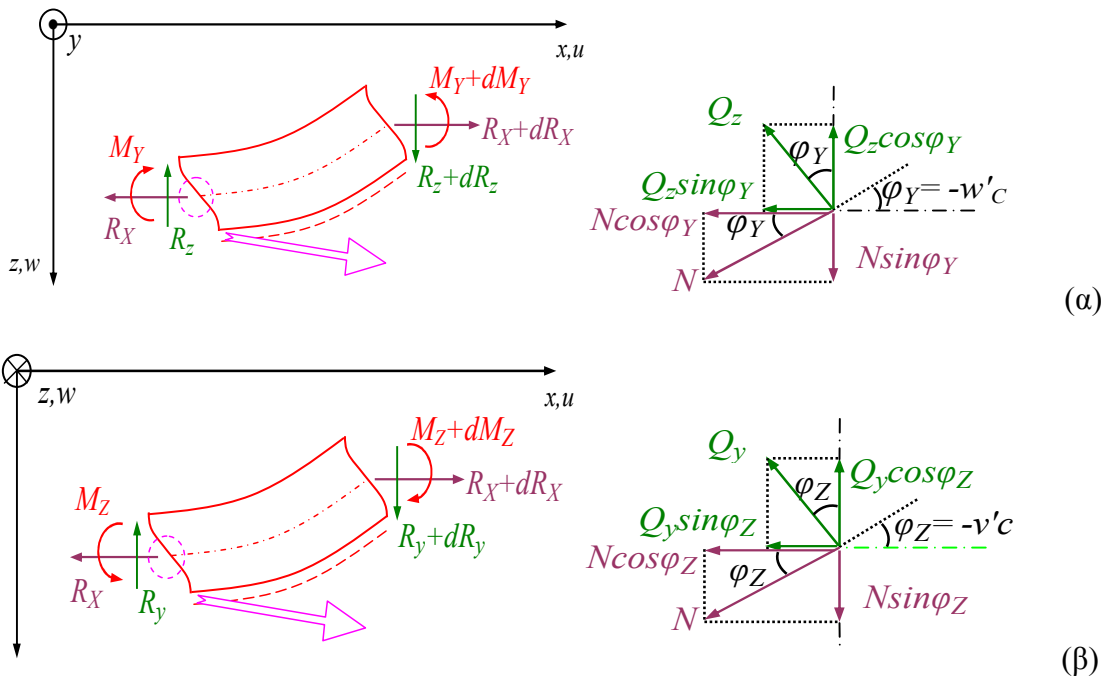 y
x,u
z,w
M_Y+dM_Y
R_X+dR_X
R_z+dR_z
M_Y
R_X
R_z
Q_z
φ_Y
Q_zcosφ_Y
Q_zsinφ_Y
φ_Y= -w'_C
Ncosφ_Y
φ_Y
N
Nsinφ_Y
(α)
z,w
x,u
M_Z+dM_Z
R_X+dR_X
R_y+dR_y
M_Z
R_X
R_y
Q_y
φ_Z
Q_ycosφ_Z
Q_ysinφ_Z
φ_Z= -v'c
Ncosφ_Z
φ_Z
N
Nsinφ_Z
(β)